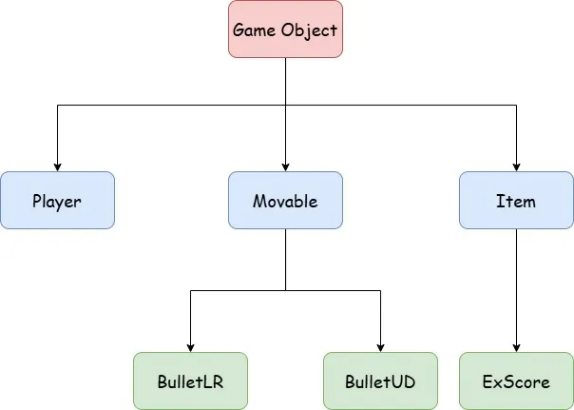 Game Object
Player
Movable
Item
BulletLR
BulletUD
ExScore